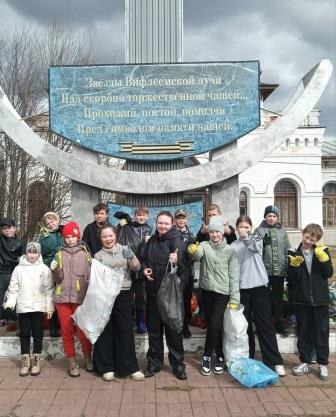 Звезды Вифлеемской лучи
Над скорбно торжественной чашей...
Прохожий, постой, помолчи
Пред символом памяти нашей.